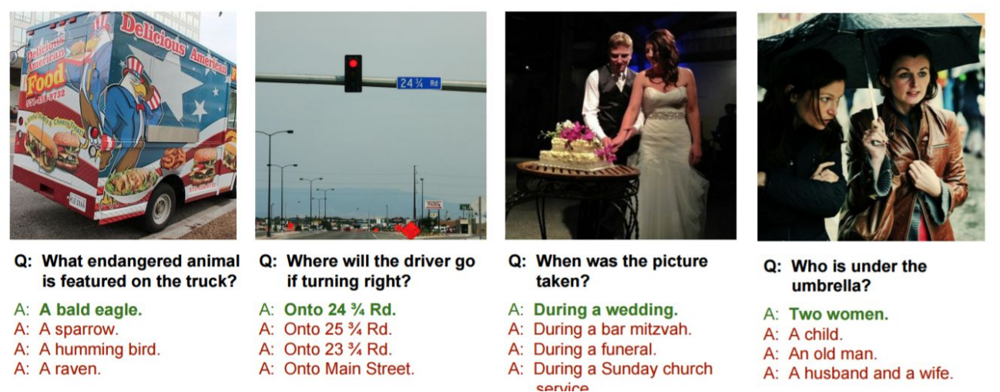 Delicious American
Delicious
American
Food
24 ¾ Rd
Q: What endangered animal
is featured on the truck?
A: A bald eagle.
A: A sparrow.
A: A humming bird.
A: A raven.
Q: Where will the driver go
if turning right?
A: Onto 24 ¾ Rd.
A: Onto 25 ¾ Rd.
A: Onto 23 ¾ Rd.
A: Onto Main Street.
Q: When was the picture
taken?
A: During a wedding.
A: During a bar mitzvah.
A: During a funeral.
A: During a Sunday church
service.
Q: Who is under the
umbrella?
A: Two women.
A: A child.
A: An old man.
A: A husband and a wife.